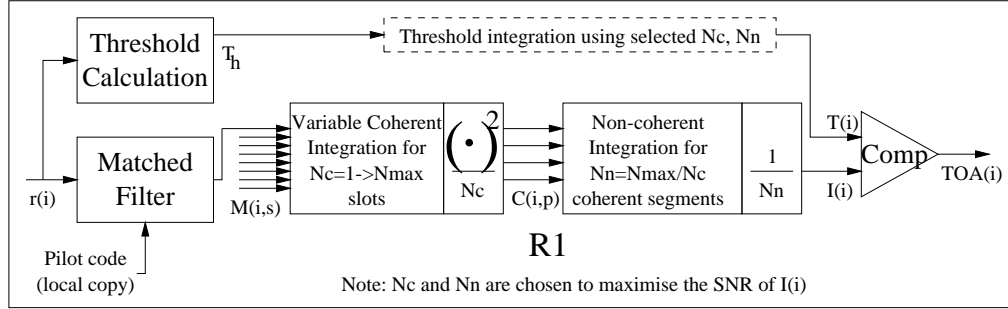 Threshold
Calculation
T_h
Threshold integration using selected Nc, Nn
r(i)
Matched
Filter
Pilot code
(local copy)
M(i,s)
Variable Coherent
Integration for
Nc=1->Nmax
slots
(•)²
Nc
C(i,p)
Non-coherent
Integration for
Nn=Nmax/Nc
coherent segments
1
Nn
T(i)
I(i)
Comp
TOA(i)
R1
Note: Nc and Nn are chosen to maximise the SNR of I(i)